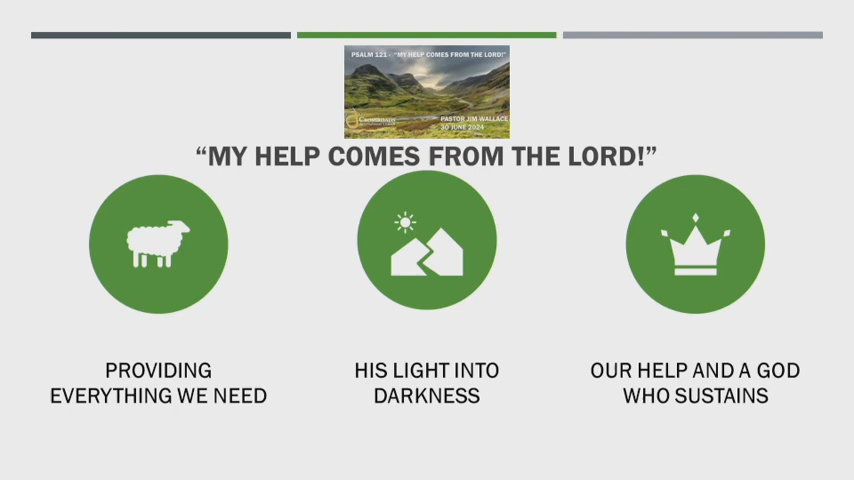 PSALM 121 - "MY HELP COMES FROM THE LORD!"
PASTOR JIM WALLACE
30 JUNE 2024
“MY HELP COMES FROM THE LORD!”
PROVIDING
EVERYTHING WE NEED
HIS LIGHT INTO
DARKNESS
OUR HELP AND A GOD
WHO SUSTAINS